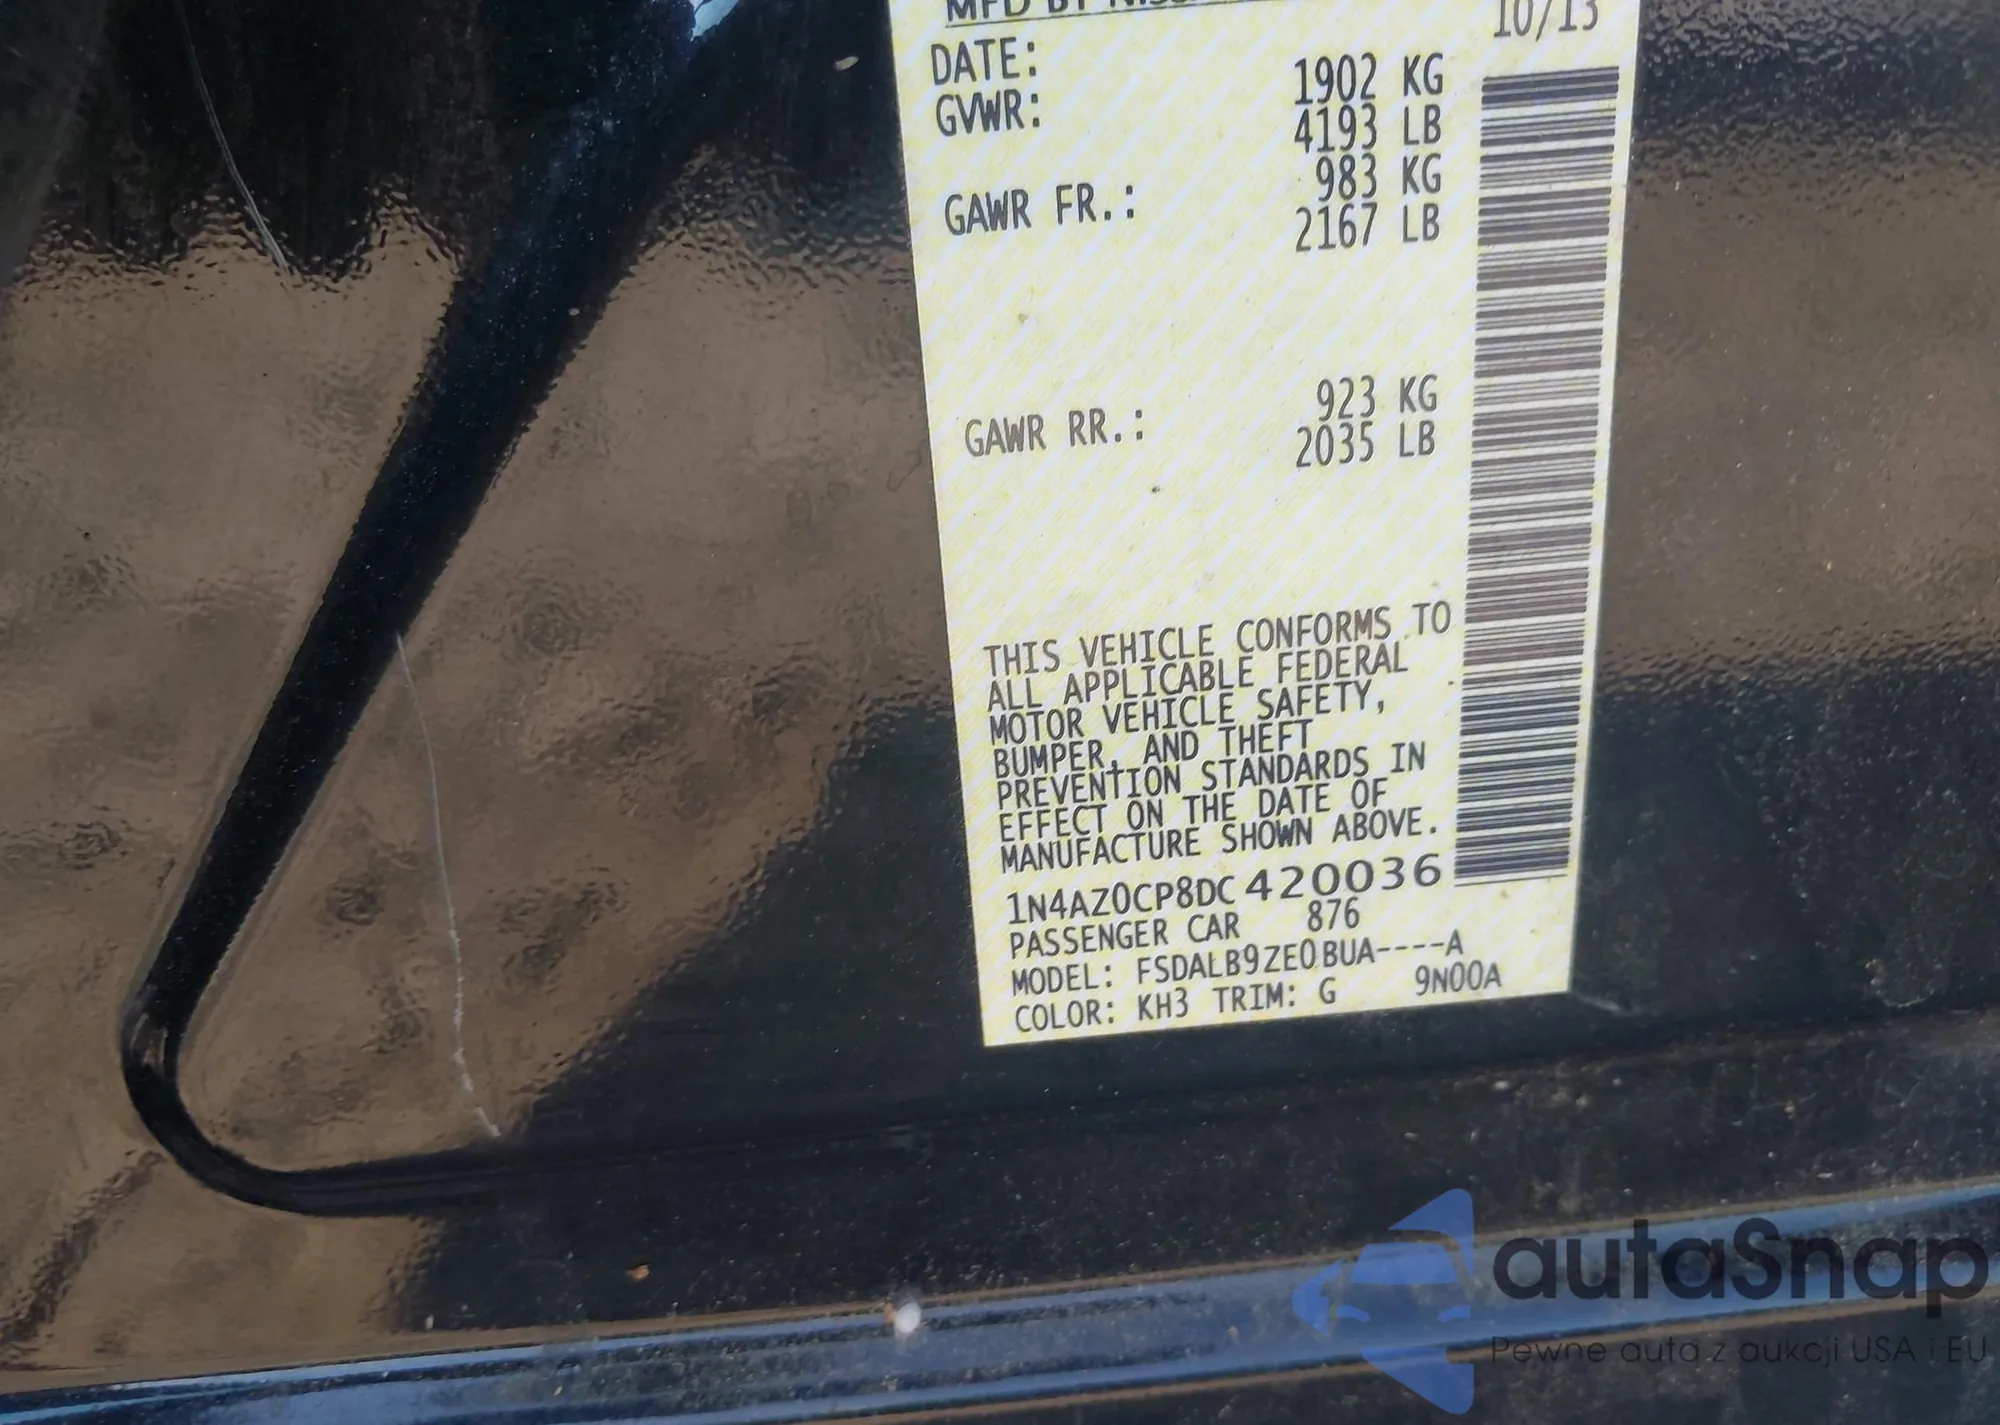 MFD BY NISSAN
10/13
DATE:
GVWR: 1902 KG
4193 LB
GAWR FR.: 983 KG
2167 LB
GAWR RR.: 923 KG
2035 LB
THIS VEHICLE CONFORMS TO
ALL APPLICABLE FEDERAL
MOTOR VEHICLE SAFETY,
BUMPER, AND THEFT
PREVENTION STANDARDS IN
EFFECT ON THE DATE OF
MANUFACTURE SHOWN ABOVE.
1N4AZ0CP8DC420036
PASSENGER CAR 876
MODEL: FSDALB9ZE0BUA----A
COLOR: KH3 TRIM: G 9N00A
autaSnap
Pewne auta z aukcji USA i EU